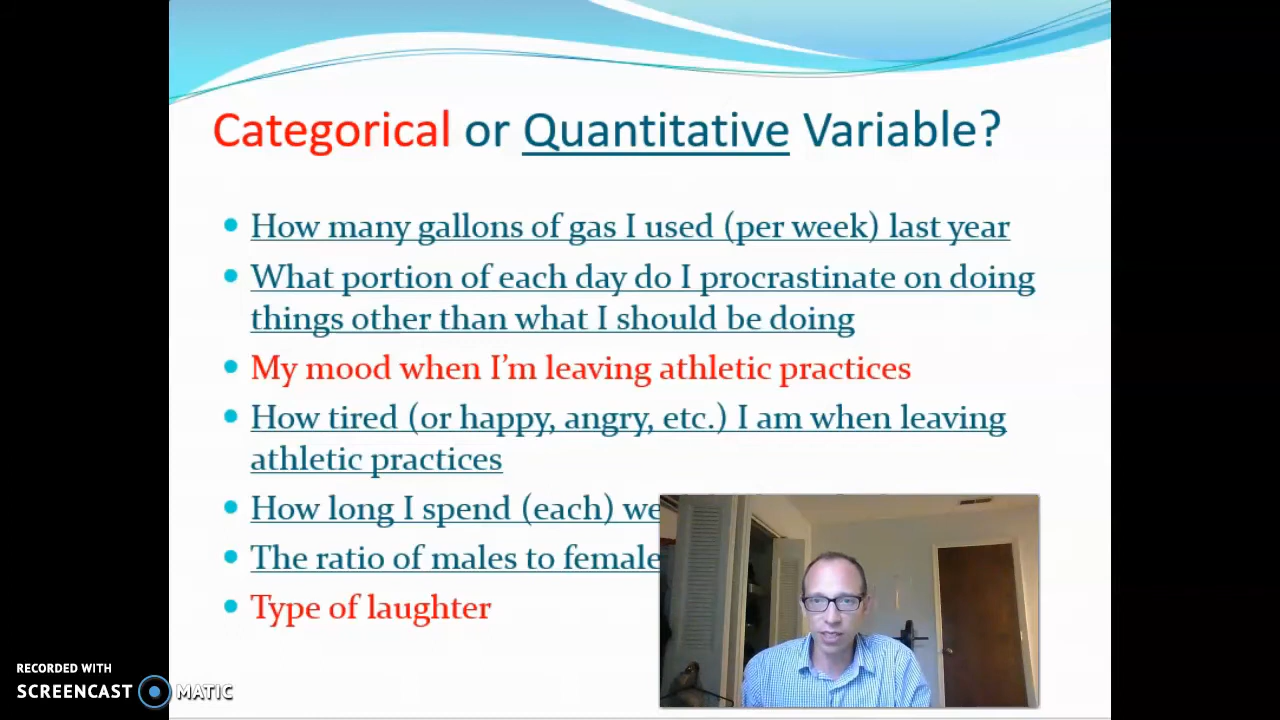 Categorical or Quantitative Variable?
• How many gallons of gas I used (per week) last year
• What portion of each day do I procrastinate on doing
things other than what I should be doing
• My mood when I'm leaving athletic practices
• How tired (or happy, angry, etc.) I am when leaving
athletic practices
• How long I spend (each)
• The ratio of males to
• Type of laughter
RECORDED WITH
SCREENCAST MATIC